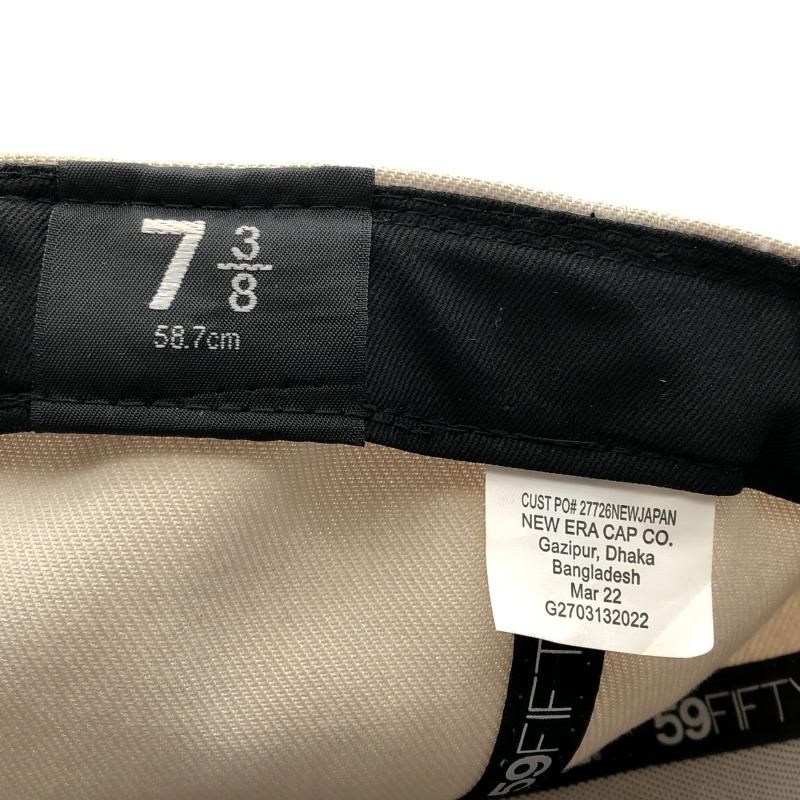 7 3/8
58.7cm
CUST PO# 27726NEWJAPAN
NEW ERA CAP CO.
Gazipur, Dhaka
Bangladesh
Mar 22
G2703132022
59FIFTY
59FIFTY